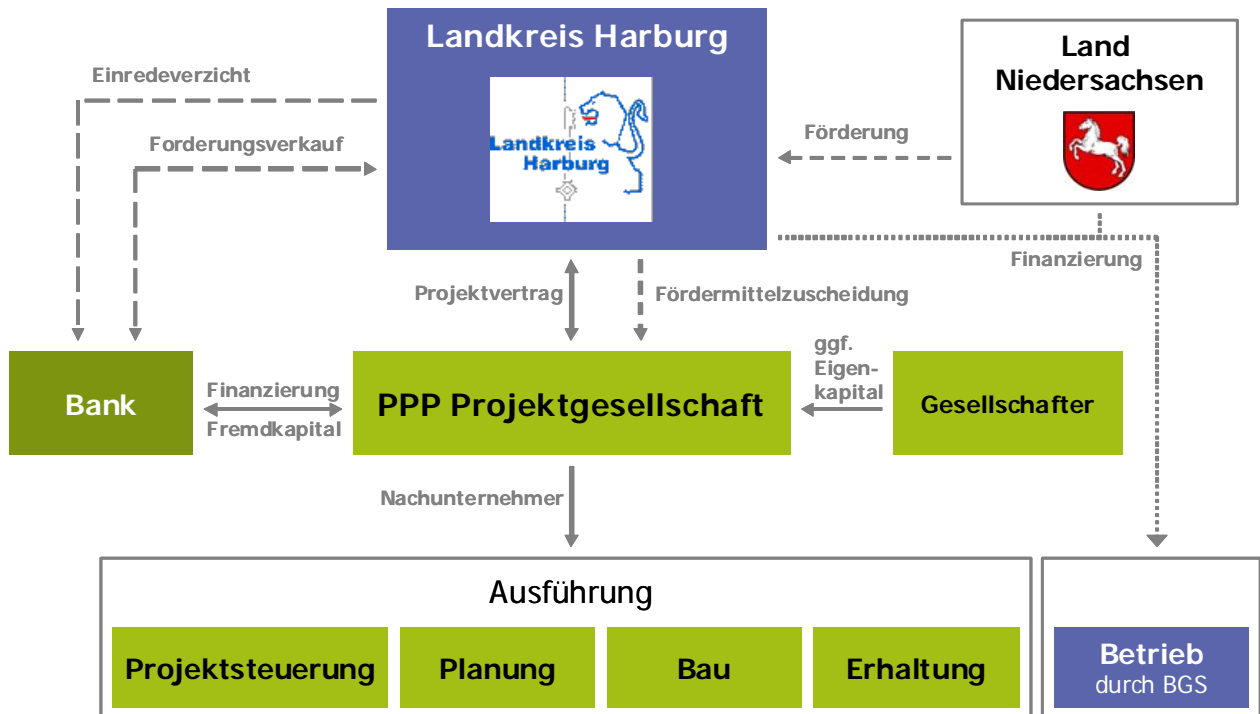 Landkreis Harburg
Landkreis
Harburg
Land
Niedersachsen
Einredeverzicht
Forderungsverkauf
Förderung
Finanzierung
Projektvertrag
Fördermittelzuscheidung
Bank
Finanzierung
Fremdkapital
PPP Projektgesellschaft
ggf.
Eigen-
kapital
Gesellschafter
Nachunternehmer
Ausführung
Projektsteuerung
Planung
Bau
Erhaltung
Betrieb
durch BGS